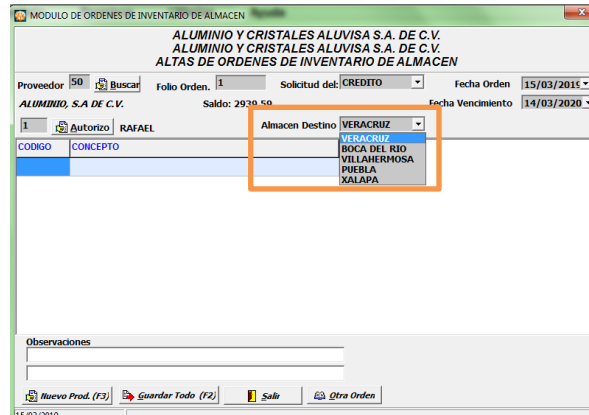 MODULO DE ORDENES DE INVENTARIO DE ALMACEN
ALUMINIO Y CRISTALES ALUVISA S.A. DE C.V.
ALUMINIO Y CRISTALES ALUVISA S.A. DE C.V.
ALTAS DE ORDENES DE INVENTARIO DE ALMACEN
Proveedor 50 Buscar Folio Orden. 1 Solicitud del: CREDITO Fecha Orden 15/03/2019
ALUMINIO, S.A DE C.V. Saldo: 2939.59 Fecha Vencimiento 14/03/2020
1 Autorizo RAFAEL Almacen Destino VERACRUZ
VERACRUZ
BOCA DEL RIO
VILLAHERMOSA
PUEBLA
XALAPA
CODIGO CONCEPTO
Observaciones
Nuevo Prod. (F3) Guardar Todo (F2) Salir Otra Orden
15/03/2019